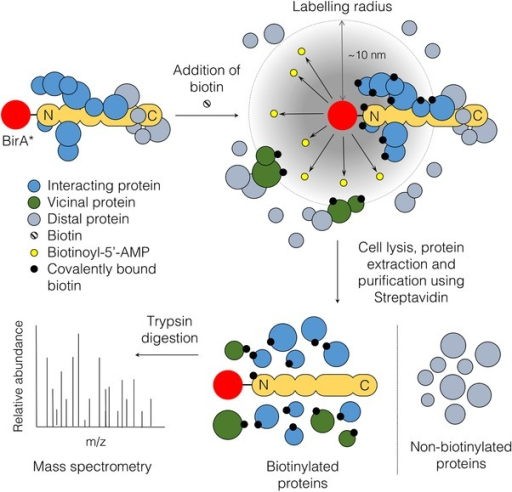 Labelling radius
~10 nm
Addition of
biotin
N
C
BirA*
N
C
Interacting protein
Vicinal protein
Distal protein
Biotin
Biotinoyl-5'-AMP
Covalently bound
biotin
Cell lysis, protein
extraction and
purification using
Streptavidin
Trypsin
digestion
Relative abundance
m/z
Mass spectrometry
N
C
Biotinylated
proteins
Non-biotinylated
proteins